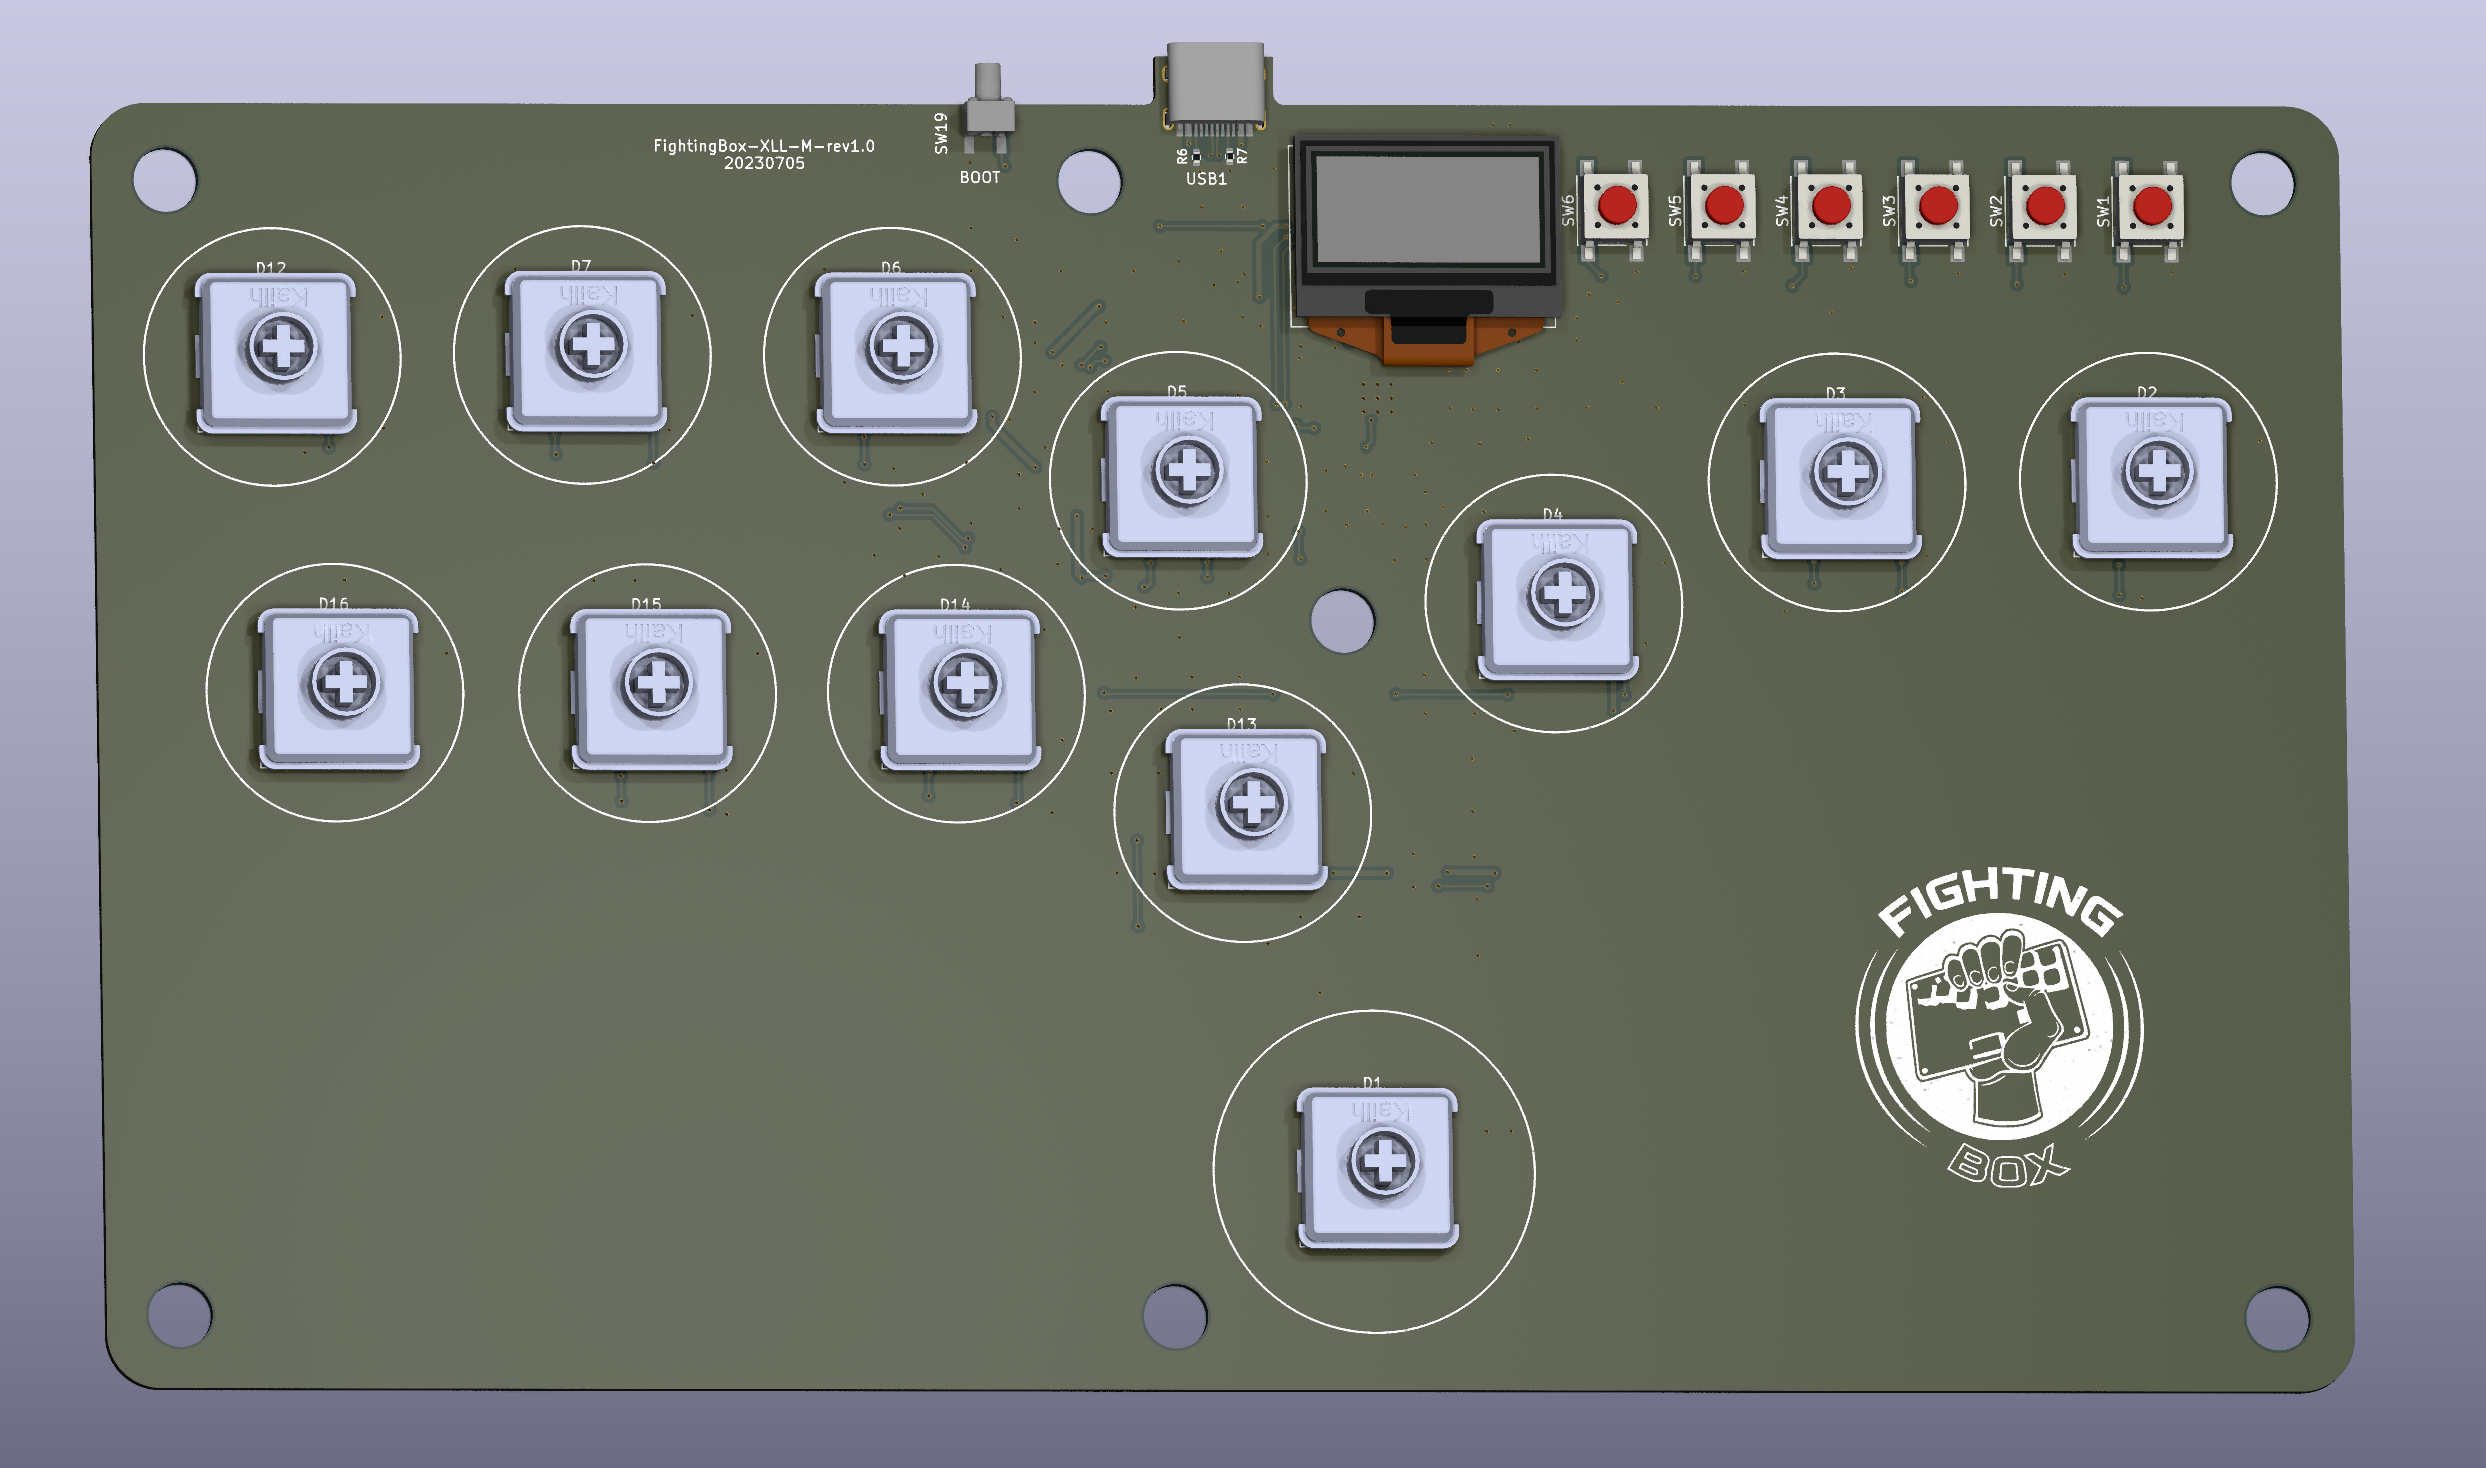 SW19
FightingBox-XLL-M-rev1.0
20230705
BOOT
R6
R7
USB1
SW6
SW5
SW4
SW3
SW2
SW1
D12
Kailh
D7
Kailh
D6
Kailh
D5
Kailh
D3
Kailh
D2
Kailh
D4
Kailh
D16
Kailh
D15
Kailh
D14
Kailh
D13
Kailh
FIGHTING
BOX
D1
Kailh